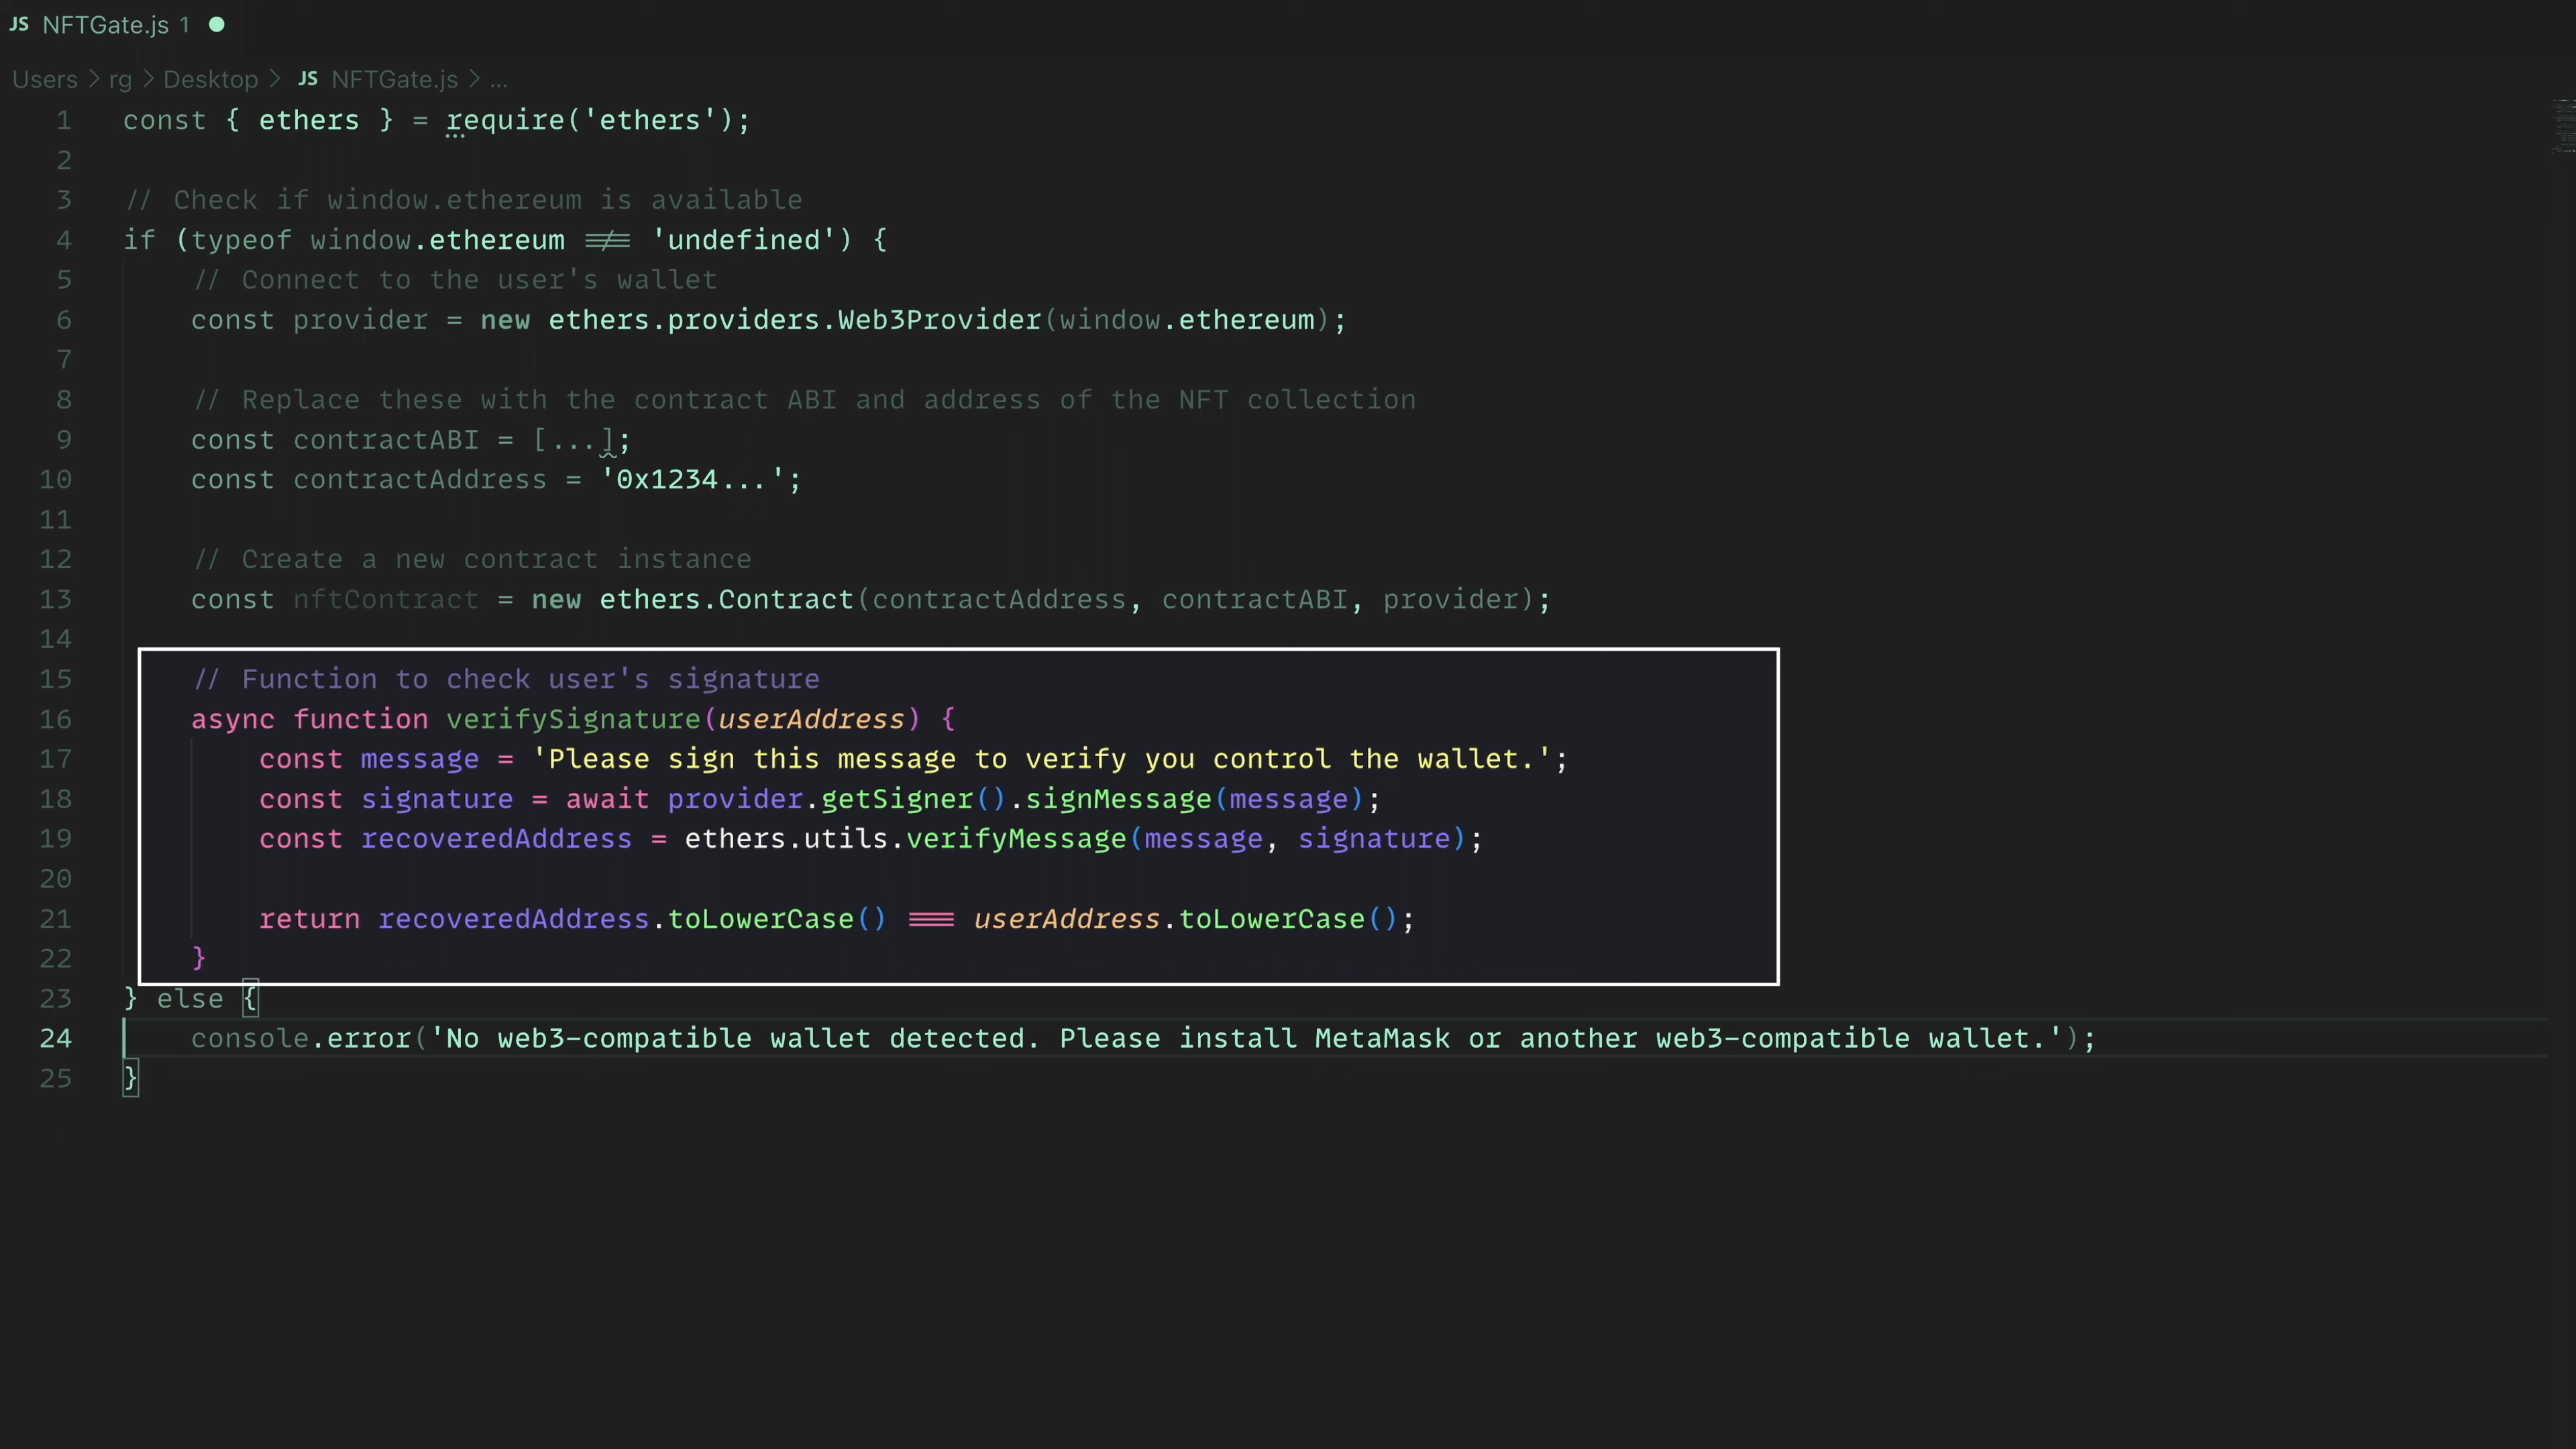 JS NFTGate.js 1
Users > rg > Desktop > JS NFTGate.js > ...
1 const { ethers } = require('ethers');
2
3 // Check if window.ethereum is available
4 if (typeof window.ethereum !== 'undefined') {
5 // Connect to the user's wallet
6 const provider = new ethers.providers.Web3Provider(window.ethereum);
7
8 // Replace these with the contract ABI and address of the NFT collection
9 const contractABI = [...];
10 const contractAddress = '0x1234...';
11
12 // Create a new contract instance
13 const nftContract = new ethers.Contract(contractAddress, contractABI, provider);
14
15 // Function to check user's signature
16 async function verifySignature(userAddress) {
17 const message = 'Please sign this message to verify you control the wallet.';
18 const signature = await provider.getSigner().signMessage(message);
19 const recoveredAddress = ethers.utils.verifyMessage(message, signature);
20
21 return recoveredAddress.toLowerCase() === userAddress.toLowerCase();
22 }
23 } else {
24 console.error('No web3-compatible wallet detected. Please install MetaMask or another web3-compatible wallet.');
25 }